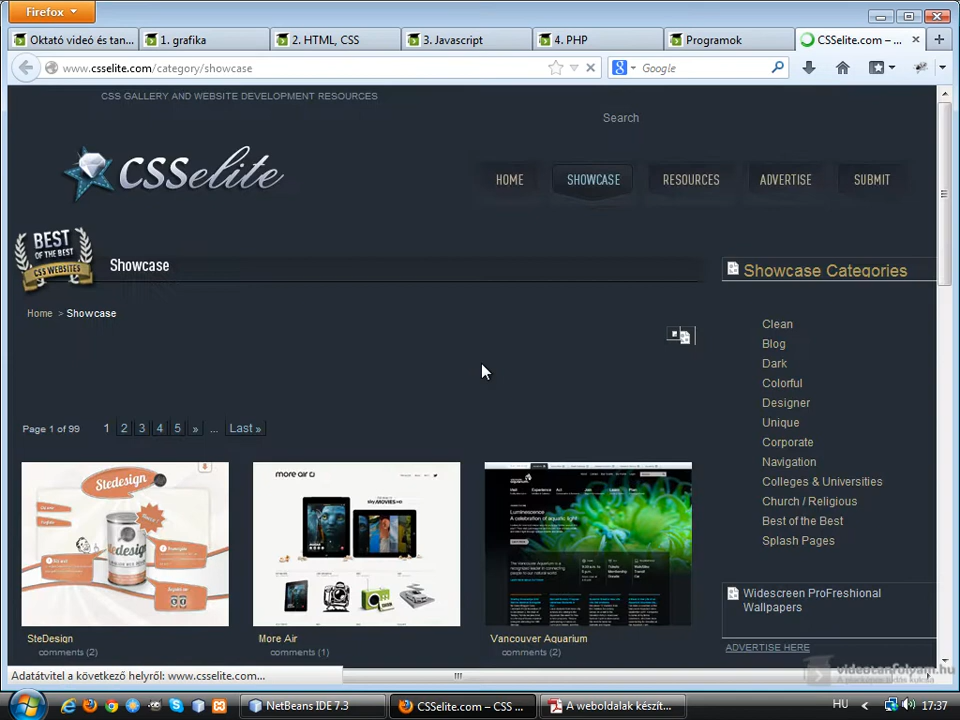 Firefox
Oktató videó és tan...
1. grafika
2. HTML, CSS
3. Javascript
4. PHP
Programok
CSSelite.com – ...
www.csselite.com/category/showcase
Google
CSS GALLERY AND WEBSITE DEVELOPMENT RESOURCES
Search
CSSelite
HOME
SHOWCASE
RESOURCES
ADVERTISE
SUBMIT
BEST
OF THE BEST
CSS WEBSITES
Showcase
Showcase Categories
Home > Showcase
Clean
Blog
Dark
Colorful
Designer
Unique
Corporate
Navigation
Colleges & Universities
Church / Religious
Best of the Best
Splash Pages
Page 1 of 99 1 2 3 4 5 » ... Last »
Stedesign
more air
SteDesign
comments (2)
More Air
comments (1)
Vancouver Aquarium
comments (2)
Widescreen ProFreshional
Wallpapers
ADVERTISE HERE
videotanfolyam.hu
Adatátvitel a következő helyről: www.csselite.com...
NetBeans IDE 7.3
CSSelite.com – CSS ...
A weboldalak készít...
HU
17:37